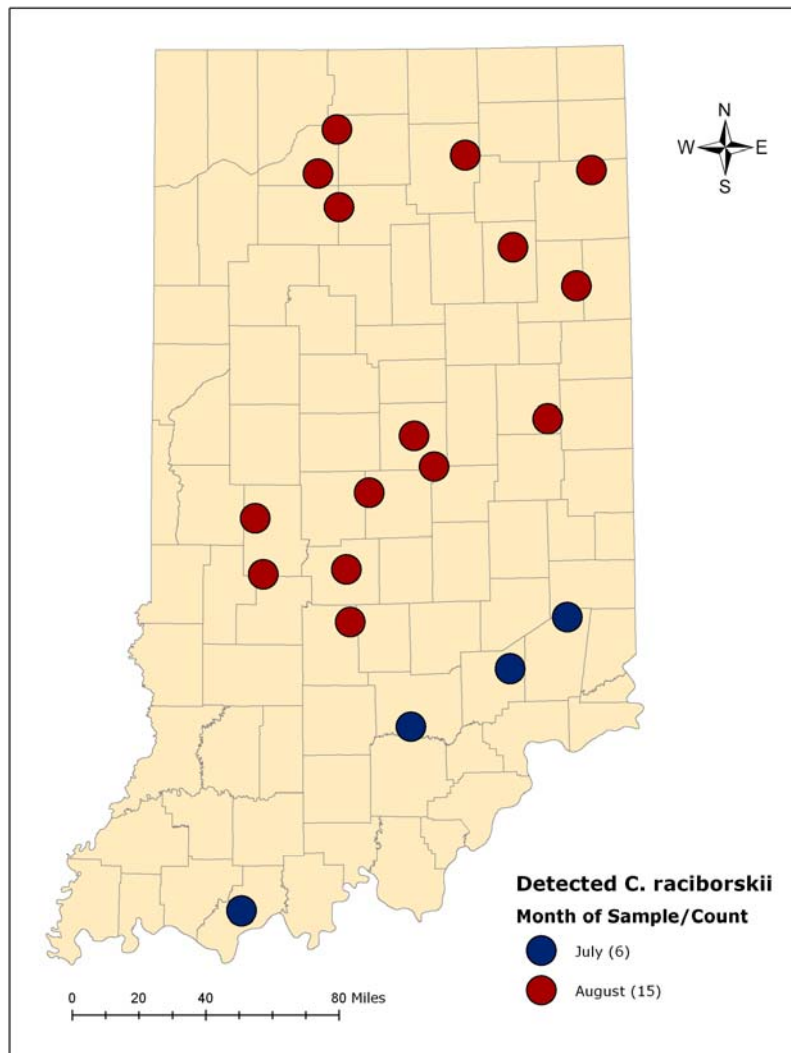 N
W E
S
Detected C. raciborskii
Month of Sample/Count
July (6)
August (15)
0 20 40 80 Miles